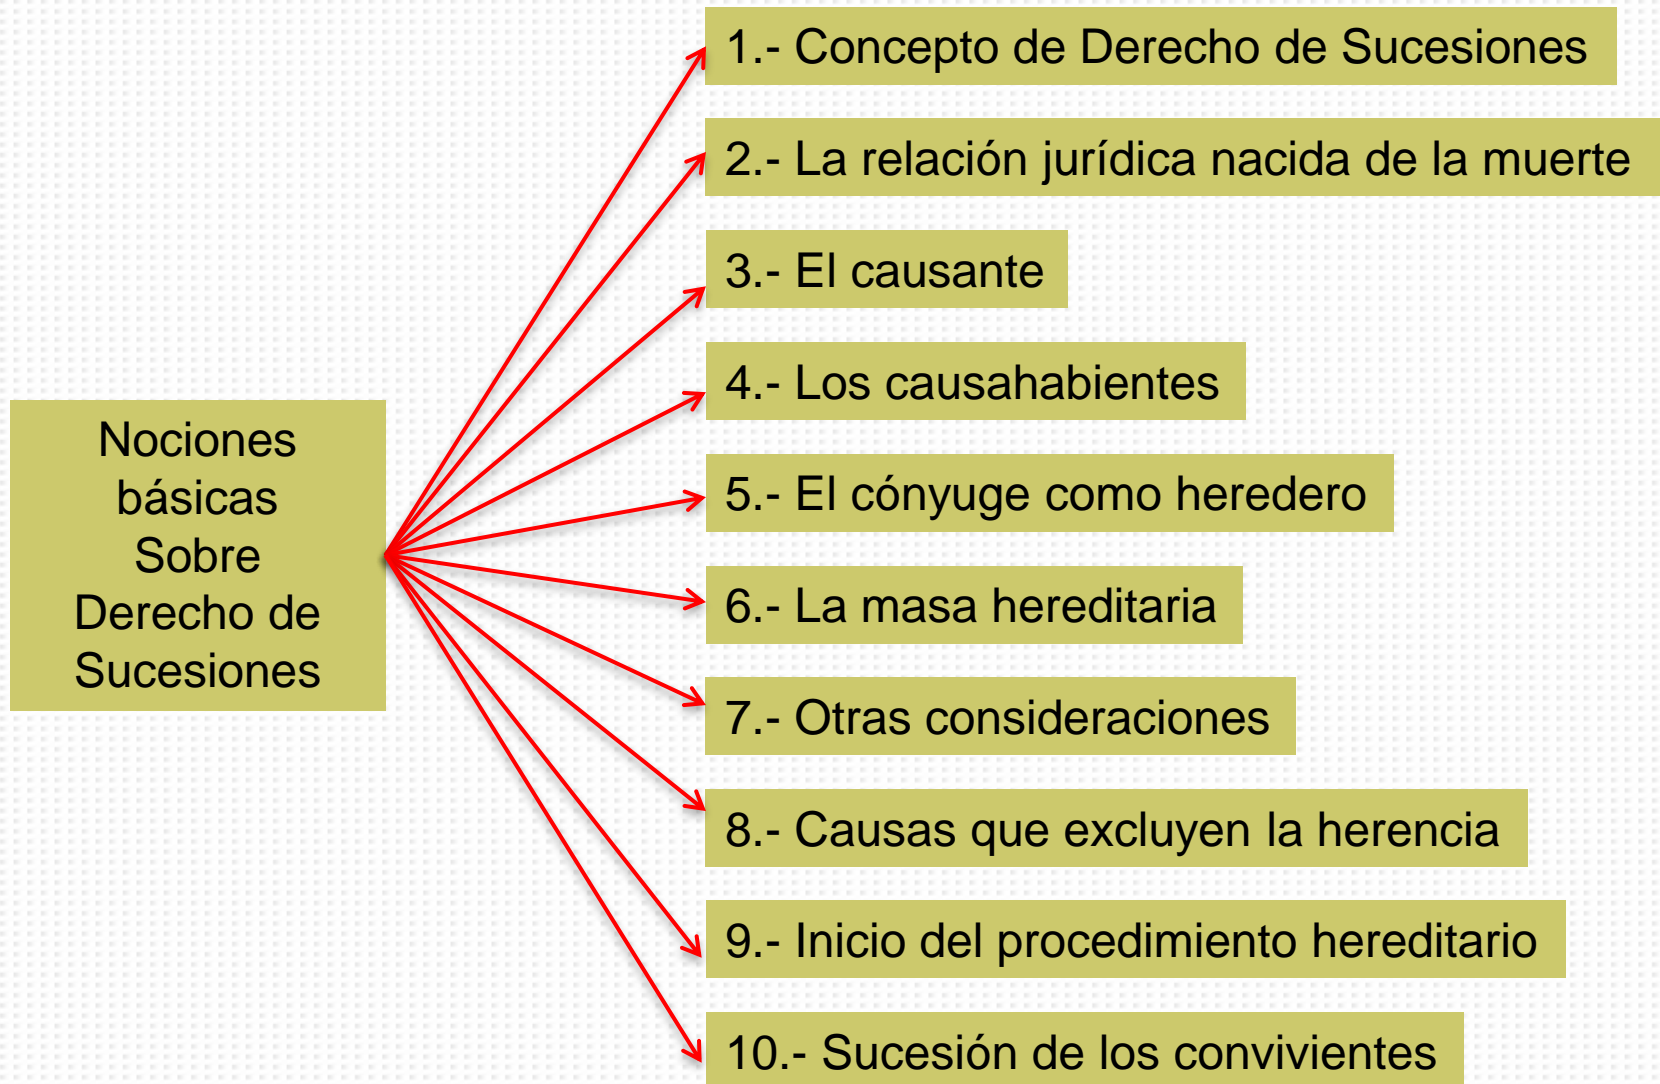 Nociones
básicas
Sobre
Derecho de
Sucesiones
1.- Concepto de Derecho de Sucesiones
2.- La relación jurídica nacida de la muerte
3.- El causante
4.- Los causahabientes
5.- El cónyuge como heredero
6.- La masa hereditaria
7.- Otras consideraciones
8.- Causas que excluyen la herencia
9.- Inicio del procedimiento hereditario
10.- Sucesión de los convivientes